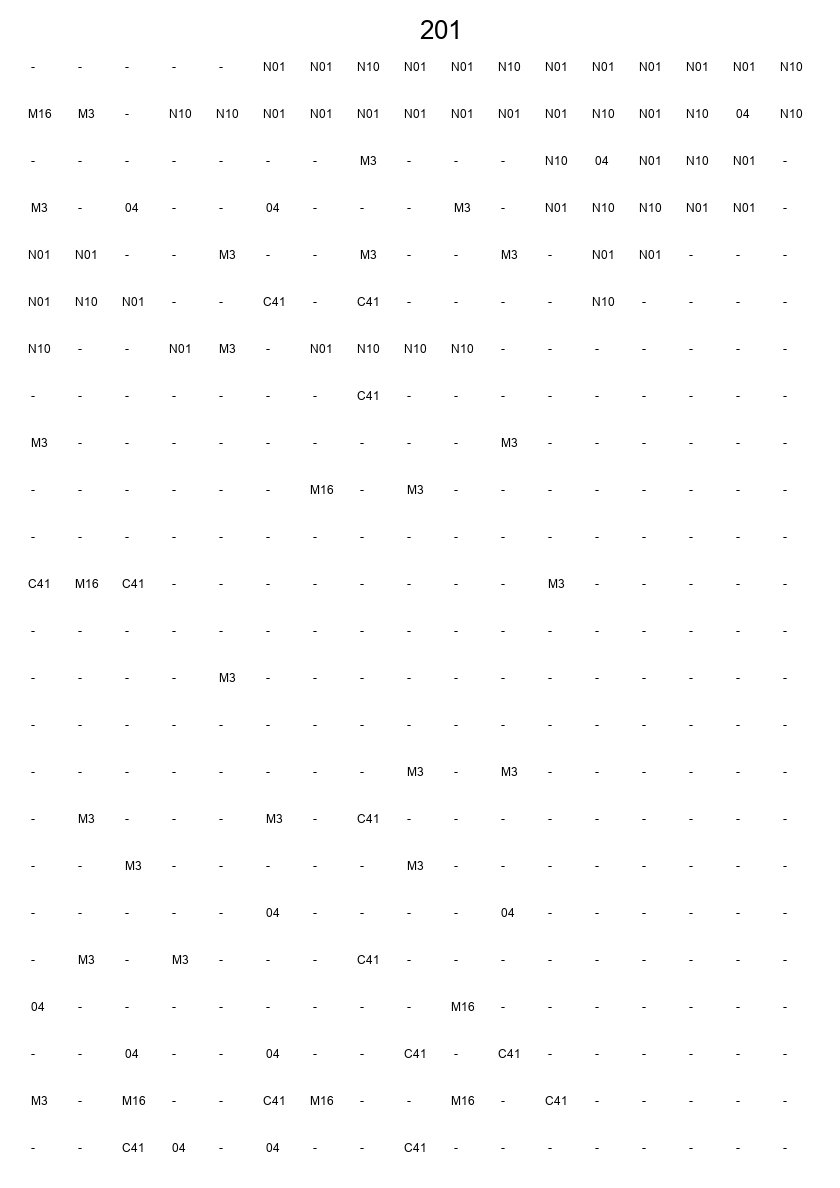 201
- - - - - N01 N01 N10 N01 N01 N10 N01 N01 N01 N01 N01 N10
M16 M3 - N10 N10 N01 N01 N01 N01 N01 N01 N01 N10 N01 N10 04 N10
- - - - - - - M3 - - - N10 04 N01 N10 N01 -
M3 - 04 - - 04 - - - M3 - N01 N10 N10 N01 N01 -
N01 N01 - - M3 - - M3 - - M3 - N01 N01 - - -
N01 N10 N01 - - C41 - C41 - - - - N10 - - - -
N10 - - N01 M3 - N01 N10 N10 N10 - - - - - - -
- - - - - - - C41 - - - - - - - - -
M3 - - - - - - - - - M3 - - - - - -
- - - - - - M16 - M3 - - - - - - - -
- - - - - - - - - - - - - - - - -
C41 M16 C41 - - - - - - - - M3 - - - - -
- - - - - - - - - - - - - - - - -
- - - - M3 - - - - - - - - - - - -
- - - - - - - - - - - - - - - - -
- - - - - - - - M3 - M3 - - - - - -
- M3 - - - M3 - C41 - - - - - - - - -
- - M3 - - - - - M3 - - - - - - - -
- - - - - 04 - - - - 04 - - - - - -
- M3 - M3 - - - C41 - - - - - - - - -
04 - - - - - - - - M16 - - - - - - -
- - 04 - - 04 - - C41 - C41 - - - - - -
M3 - M16 - - C41 M16 - - M16 - C41 - - - - -
- - C41 04 - 04 - - C41 - - - - - - - -